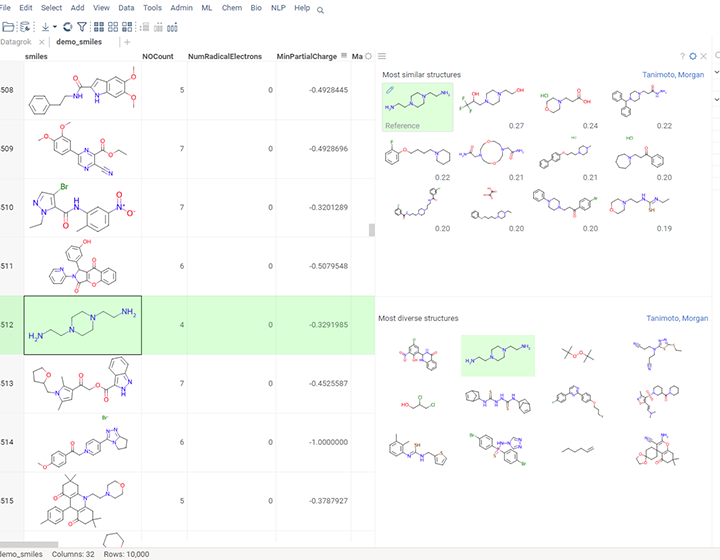 File Edit Select View Data Tools Admin ML Chem Bio NLP Help
Datagrok demo_smiles
smiles NOCount NumRadicalElectrons MinPartialCharge Ma
508 5 0 -0.4928445
509 7 0 -0.4928696
510 7 0 -0.3201289
511 6 0 -0.5079548
512 4 0 -0.3291985
513 7 0 -0.4525587
514 6 0 -1.0000000
515 5 0 -0.3787927
Most similar structures Tanimoto, Morgan
Reference 0.27 0.24 0.22
0.22 0.21 0.21 0.20
0.20 0.20 0.20 0.19
Most diverse structures Tanimoto, Morgan
demo_smiles Columns: 32 Rows: 10,000